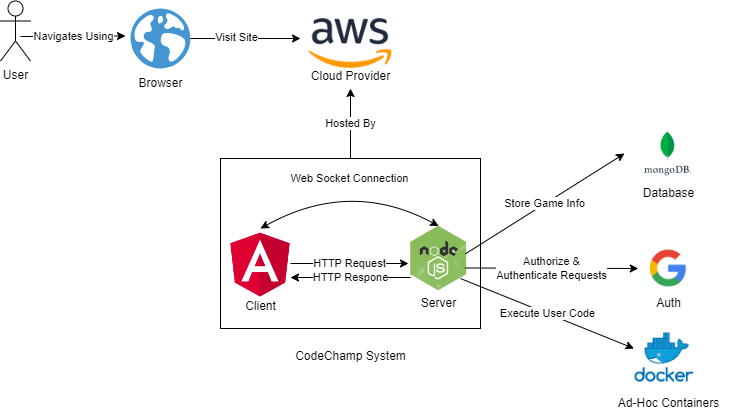 Navigates Using
User
Browser
Visit Site
aws
Cloud Provider
Hosted By
Web Socket Connection
HTTP Request
HTTP Respone
A
Client
node
JS
Server
CodeChamp System
Store Game Info
mongoDB.
Database
Authorize &
Authenticate Requests
G
Auth
Execute User Code
docker
Ad-Hoc Containers